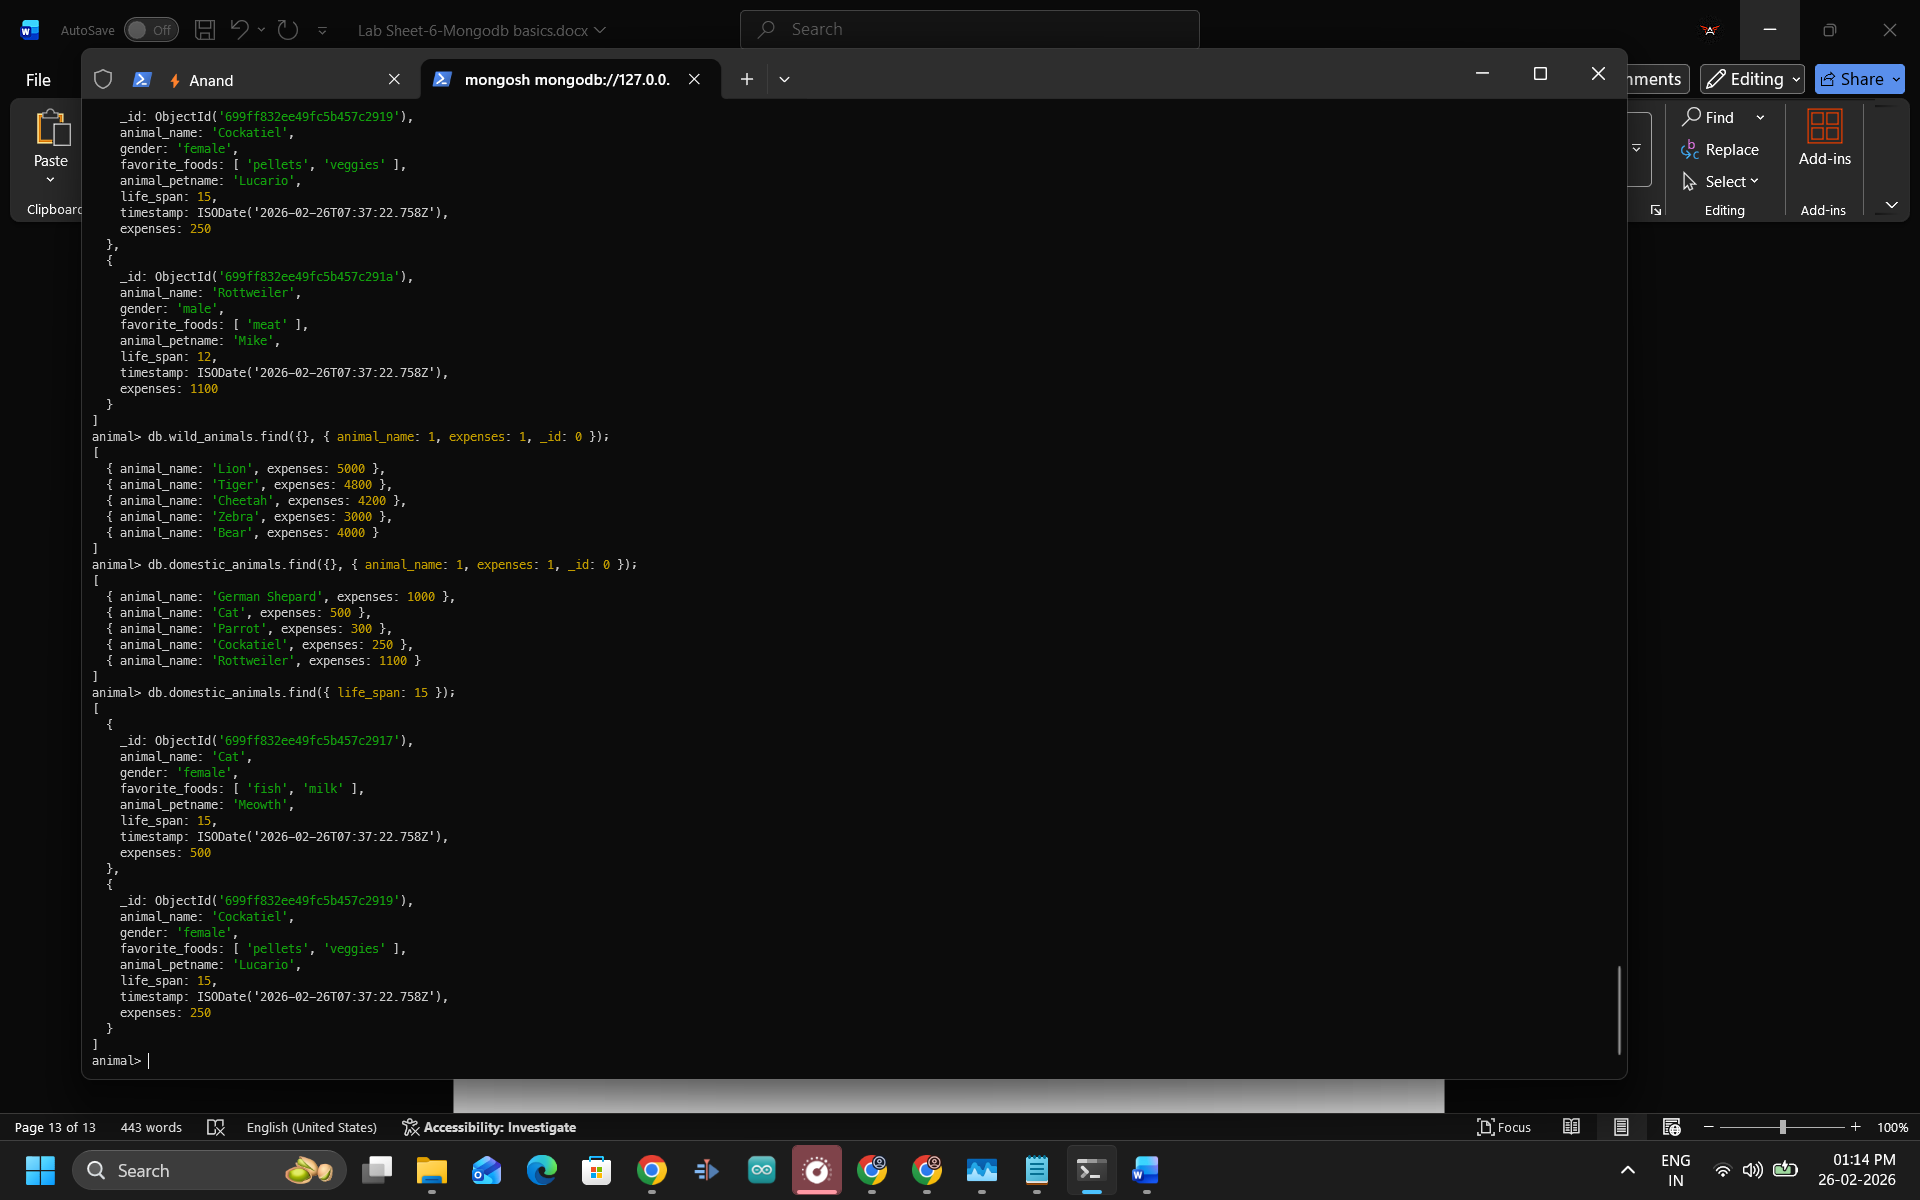 AutoSave
Off
Lab Sheet-6-Mongodb basics.docx
Search
File
Anand
mongosh mongodb://127.0.0.
mments
Editing
Share
Paste
Clipboard
Find
Replace
Select
Editing
Add-ins
Add-ins
_id: ObjectId('699ff832ee49fc5b457c2919'),
animal_name: 'Cockatiel',
gender: 'female',
favorite_foods: [ 'pellets', 'veggies' ],
animal_petname: 'Lucario',
life_span: 15,
timestamp: ISODate('2026-02-26T07:37:22.758Z'),
expenses: 250
},
{
_id: ObjectId('699ff832ee49fc5b457c291a'),
animal_name: 'Rottweiler',
gender: 'male',
favorite_foods: [ 'meat' ],
animal_petname: 'Mike',
life_span: 12,
timestamp: ISODate('2026-02-26T07:37:22.758Z'),
expenses: 1100
}
]
animal> db.wild_animals.find({}, { animal_name: 1, expenses: 1, _id: 0 });
[
{ animal_name: 'Lion', expenses: 5000 },
{ animal_name: 'Tiger', expenses: 4800 },
{ animal_name: 'Cheetah', expenses: 4200 },
{ animal_name: 'Zebra', expenses: 3000 },
{ animal_name: 'Bear', expenses: 4000 }
]
animal> db.domestic_animals.find({}, { animal_name: 1, expenses: 1, _id: 0 });
[
{ animal_name: 'German Shepard', expenses: 1000 },
{ animal_name: 'Cat', expenses: 500 },
{ animal_name: 'Parrot', expenses: 300 },
{ animal_name: 'Cockatiel', expenses: 250 },
{ animal_name: 'Rottweiler', expenses: 1100 }
]
animal> db.domestic_animals.find({ life_span: 15 });
[
{
_id: ObjectId('699ff832ee49fc5b457c2917'),
animal_name: 'Cat',
gender: 'female',
favorite_foods: [ 'fish', 'milk' ],
animal_petname: 'Meowth',
life_span: 15,
timestamp: ISODate('2026-02-26T07:37:22.758Z'),
expenses: 500
},
{
_id: ObjectId('699ff832ee49fc5b457c2919'),
animal_name: 'Cockatiel',
gender: 'female',
favorite_foods: [ 'pellets', 'veggies' ],
animal_petname: 'Lucario',
life_span: 15,
timestamp: ISODate('2026-02-26T07:37:22.758Z'),
expenses: 250
}
]
animal>
Page 13 of 13
443 words
English (United States)
Accessibility: Investigate
Focus
100%
Search
ENG
IN
01:14 PM
26-02-2026